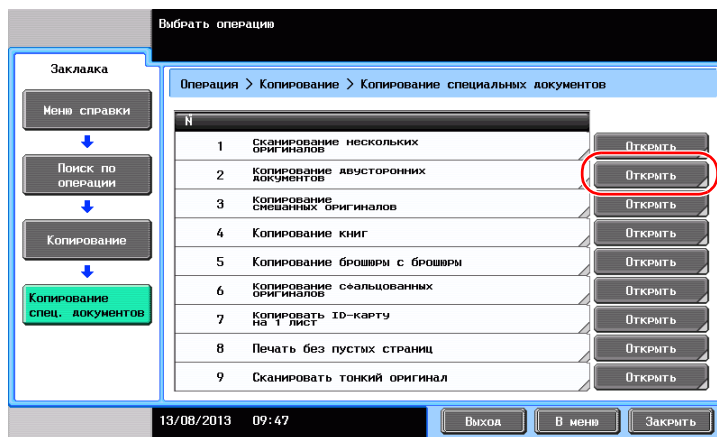 Выбрать операцию
Закладка
Меню справки
Поиск по
операции
Копирование
Копирование
спец. документов
Операция > Копирование > Копирование специальных документов
№
1 Сканирование нескольких
оригиналов Открыть
2 Копирование двусторонних
документов Открыть
3 Копирование
смешанных оригиналов Открыть
4 Копирование книг Открыть
5 Копирование брошюры с брошюры Открыть
6 Копирование сфальцованных
оригиналов Открыть
7 Копировать ID-карту
на 1 лист Открыть
8 Печать без пустых страниц Открыть
9 Сканировать тонкий оригинал Открыть
13/08/2013 09:47 Выход В меню Закрыть